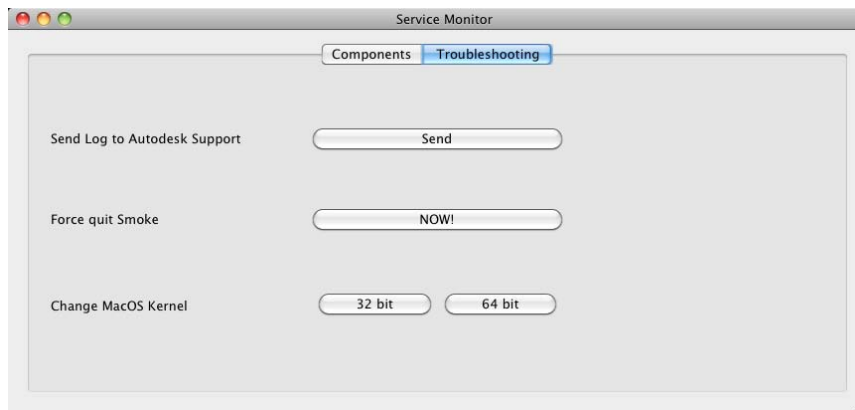 Service Monitor
Components Troubleshooting
Send Log to Autodesk Support Send
Force quit Smoke NOW!
Change MacOS Kernel 32 bit 64 bit